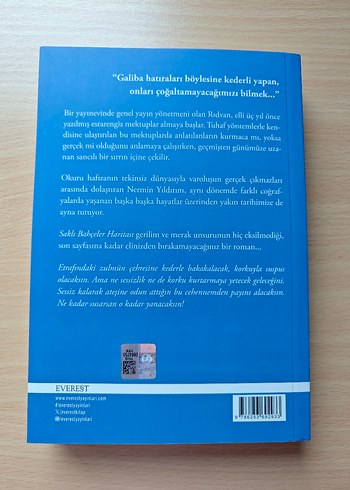 “Galiba hatıraları böylesine kederli yapan,
onları çoğaltamayacağımızı bilmek...”
Bir yayınevinde genel yayın yönetmeni olan Rıdvan, elli üç yıl önce
yazılmış esrarengiz mektuplar almaya başlar. Tuhaf yöntemlerle ken-
disine ulaştırılan bu mektuplarda anlatılanların kurmaca mı, yoksa
gerçek mi olduğunu anlamaya çalışırken, geçmişten günümüze uza-
nan sancılı bir sırrın içine çekilir.
Okuru hafızanın tekinsiz dünyasıyla varoluşun gerçek çıkmazları
arasında dolaştıran Nermin Yıldırım, aynı dönemde farklı coğraf-
yalarda yaşanan başka başka hayatlar üzerinden yakın tarihimize de
ayna tutuyor.
Saklı Bahçeler Haritası gerilim ve merak unsurunun hiç eksilmediği,
son sayfasına kadar elinizden bırakamayacağınız bir roman...
Etrafındaki zulmün çehresine kederle bakakalacak, korkuyla suspus
olacaksın. Ama ne sessizlik ne de korku kurtarmaya yetecek geleceğini.
Sessiz kalarak ateşine odun attığın bu cehennemden payını alacaksın.
Ne kadar susarsan o kadar yanacaksın!
EVEREST
www.everestyayinlari.com
/everestyayinlari
/everestkitap
/everestyayinlari